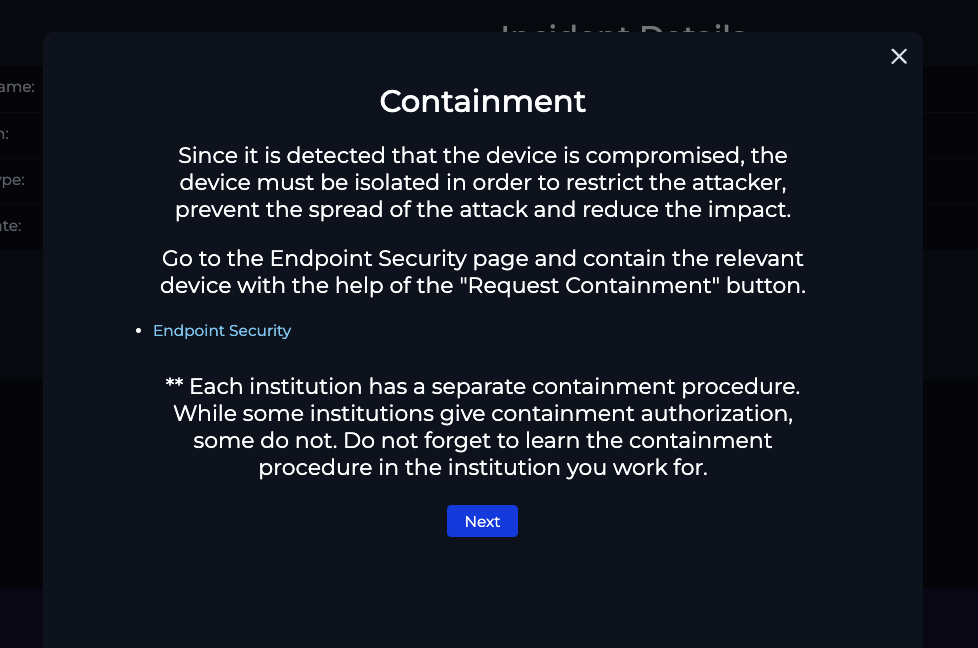 Incident Details
ame:
n:
ype:
ate:
Containment
Since it is detected that the device is compromised, the
device must be isolated in order to restrict the attacker,
prevent the spread of the attack and reduce the impact.
Go to the Endpoint Security page and contain the relevant
device with the help of the "Request Containment" button.
• Endpoint Security
** Each institution has a separate containment procedure.
While some institutions give containment authorization,
some do not. Do not forget to learn the containment
procedure in the institution you work for.
Next